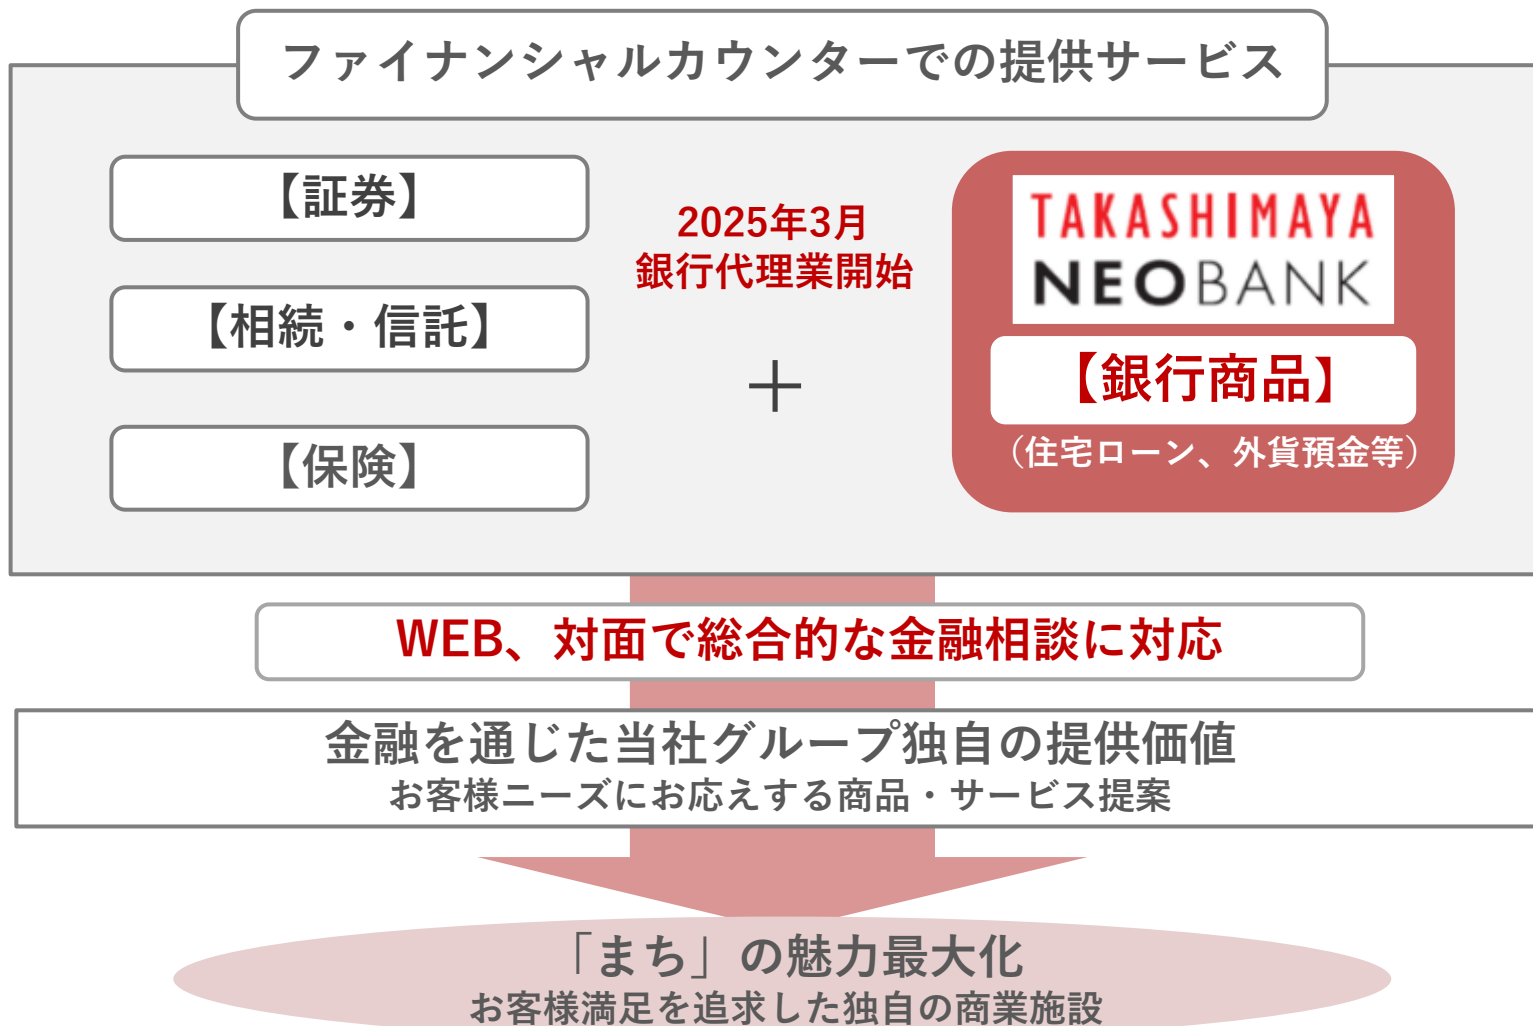 ファイナンシャルカウンターでの提供サービス
【証券】
【相続・信託】
【保険】
2025年3月
銀行代理業開始
＋
TAKASHIMAYA
NEOBANK
【銀行商品】
（住宅ローン、外貨預金等）
WEB、対面で総合的な金融相談に対応
金融を通じた当社グループ独自の提供価値
お客様ニーズにお応えする商品・サービス提案
「まち」の魅力最大化
お客様満足を追求した独自の商業施設